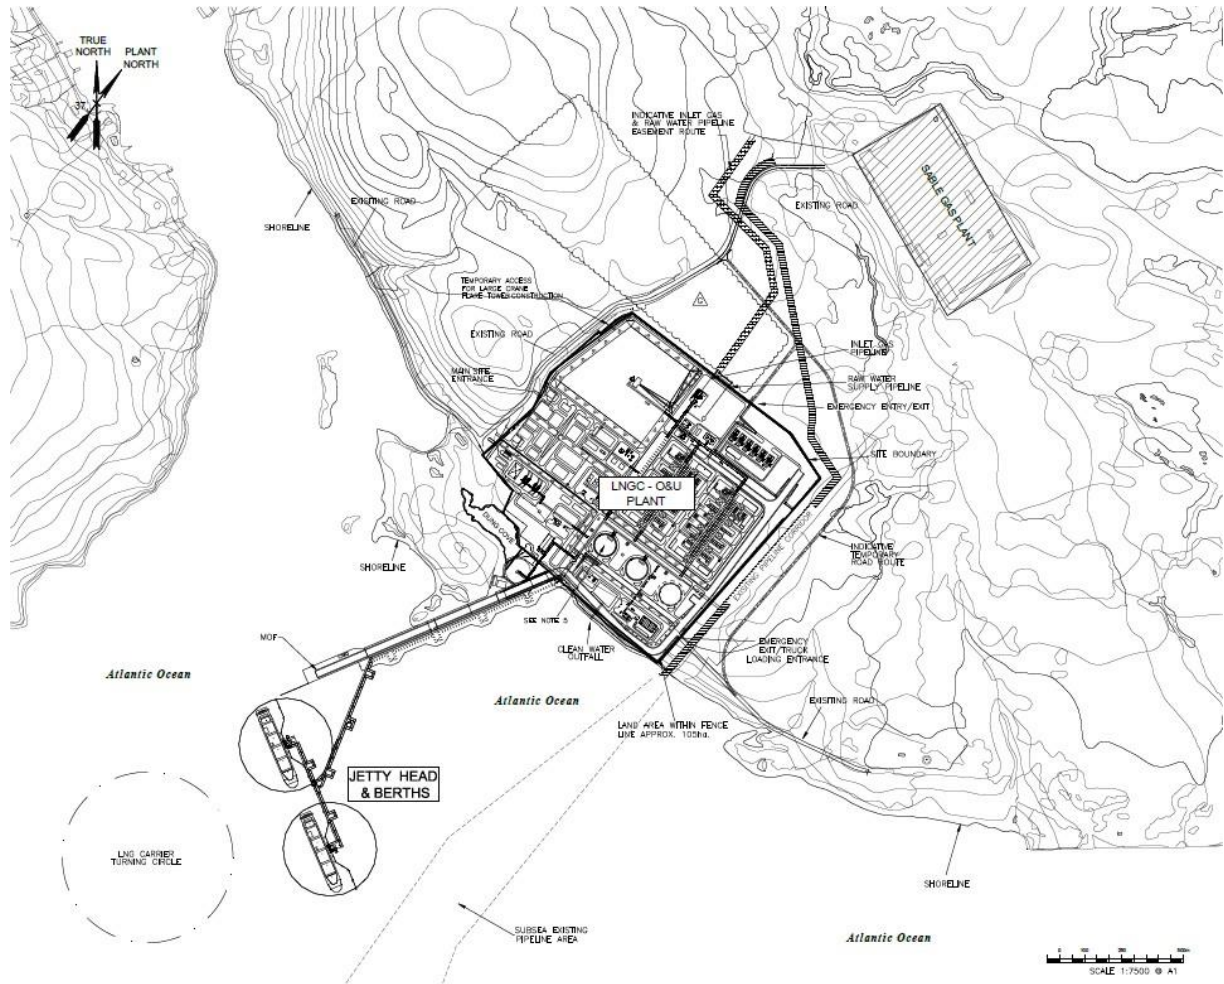 TRUE
NORTH
PLANT
NORTH
37
INDICATIVE INLET GAS
& RAW WATER PIPELINE
EASEMENT ROUTE
SABLE GAS PLANT
EXISTING ROAD
EXISITING ROAD
SHORELINE
TEMPORARY ACCESS
FOR LARGE CRANE
FLARE TOWER CONSTRUCTION
EXISTING ROAD
MAIN SITE
ENTRANCE
INLET GAS
PIPELINE
RAW WATER
SUPPLY PIPELINE
EMERGENCY ENTRY/EXIT
SITE BOUNDARY
LNGC - O&U
PLANT
DUNG COVE
EXISTING PIPELINE CORRIDOR
INDICATIVE
TEMPORARY
ROAD ROUTE
SHORELINE
SEE NOTE 5
MOF
CLEAN WATER
OUTFALL
EMERGENCY
EXIT/TRUCK
LOADING ENTRANCE
Atlantic Ocean
Atlantic Ocean
EXISITING ROAD
LAND AREA WITHIN FENCE
LINE APPROX. 105ha.
JETTY HEAD
& BERTHS
LNG CARRIER
TURNING CIRCLE
SHORELINE
SUBSEA EXISTING
PIPELINE AREA
Atlantic Ocean
SCALE 1:7500 @ A1